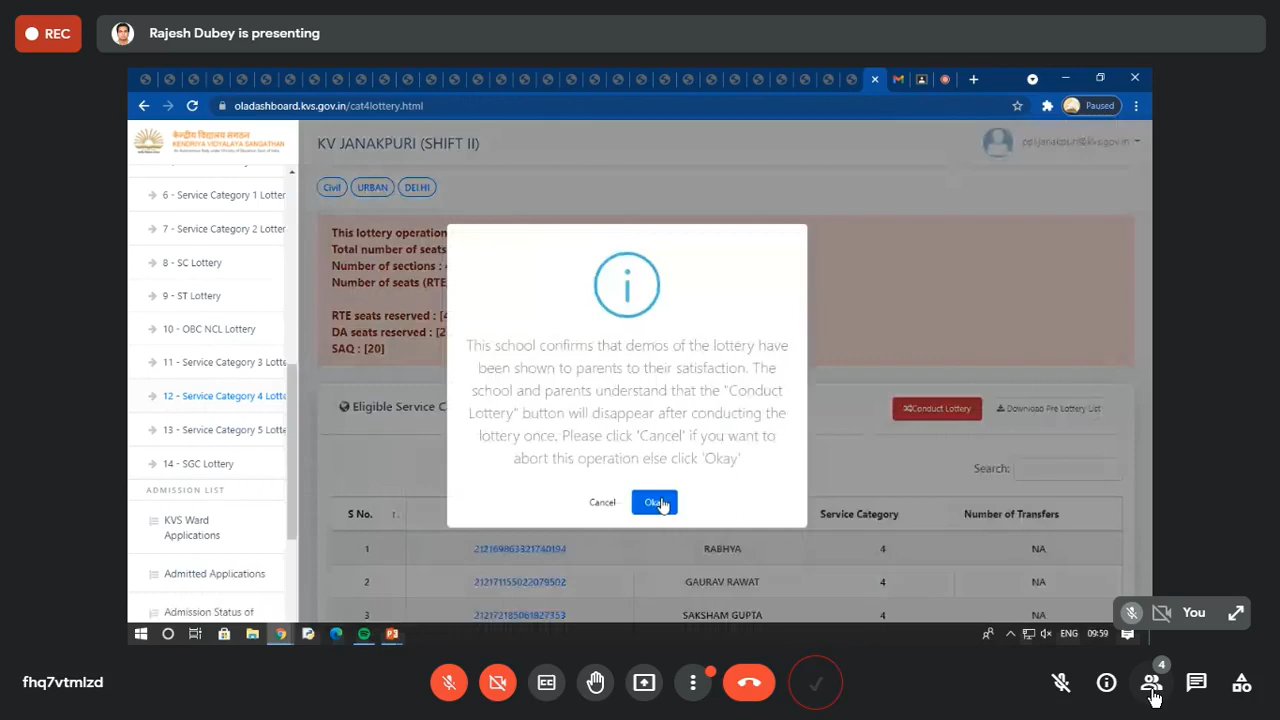 REC
Rajesh Dubey is presenting
oladashboard.kvs.gov.in/cat4lottery.html
Paused
केन्द्रीय विद्यालय संगठन
KENDRIYA VIDYALAYA SANGATHAN
KV JANAKPURI (SHIFT II)
Civil
URBAN
DELHI
6 - Service Category 1 Lotter
7 - Service Category 2 Lotter
8 - SC Lottery
9 - ST Lottery
10 - OBC NCL Lottery
11 - Service Category 3 Lotte
12 - Service Category 4 Lotte
13 - Service Category 5 Lotte
14 - SGC Lottery
ADMISSION LIST
KVS Ward
Applications
Admitted Applications
Admission Status of
This lottery operation
Total number of seats
Number of sections :
Number of seats (RTE
RTE seats reserved :
DA seats reserved : [2
SAQ : [20]
This school confirms that demos of the lottery have
been shown to parents to their satisfaction. The
school and parents understand that the "Conduct
Lottery" button will disappear after conducting the
lottery once. Please click 'Cancel' if you want to
abort this operation else click 'Okay'
Cancel
Eligible Service C
Conduct Lottery
Download Pre Lottery List
Search:
S No.
Service Category
Number of Transfers
1
RABHYA
4
NA
2
GAURAV RAWAT
4
NA
3
SAKSHAM GUPTA
4
NA
You
ENG
09:59
fhq7vtmlzd
4